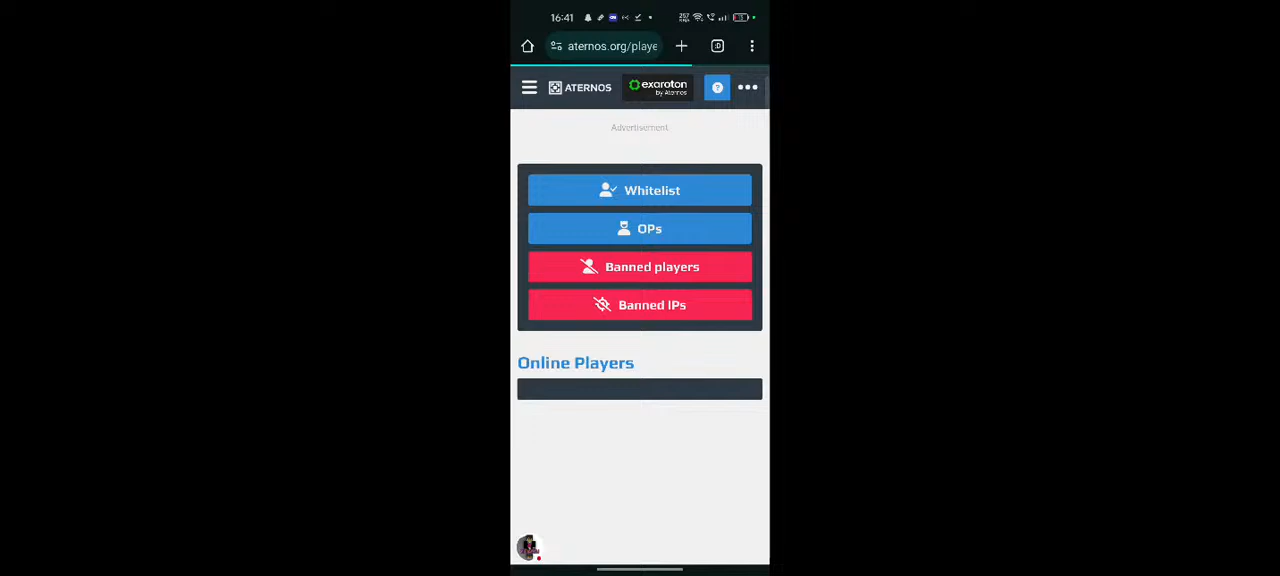 16:41
aternos.org/playe
ATERNOS
exaroton
by Aternos
Advertisement
Whitelist
OPs
Banned players
Banned IPs
Online Players